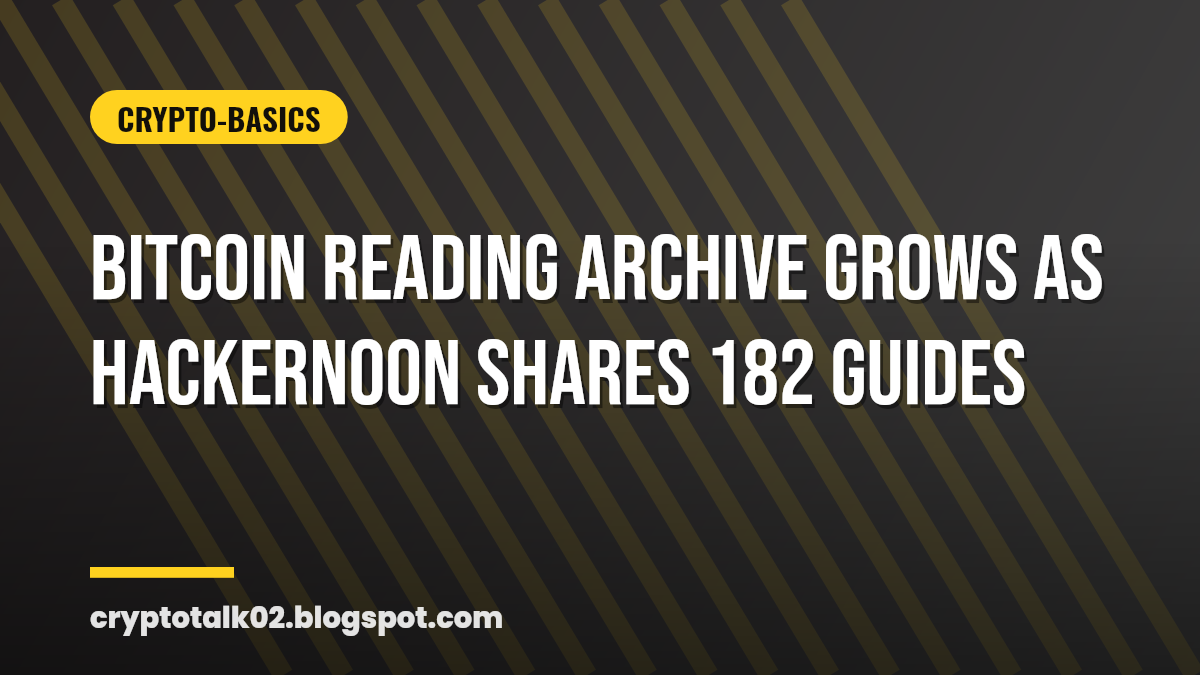 CRYPTO-BASICS
BITCOIN READING ARCHIVE GROWS AS
HACKERNOON SHARES 182 GUIDES
cryptotalk02.blogspot.com